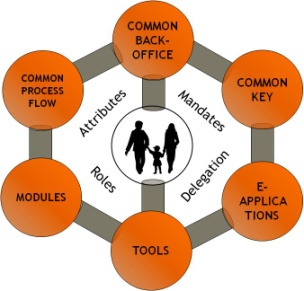 COMMON
BACK-
OFFICE
COMMON
PROCESS
FLOW
Attributes
Mandates
COMMON
KEY
Roles
Delegation
MODULES
E-
APPLICA
TIONS
TOOLS